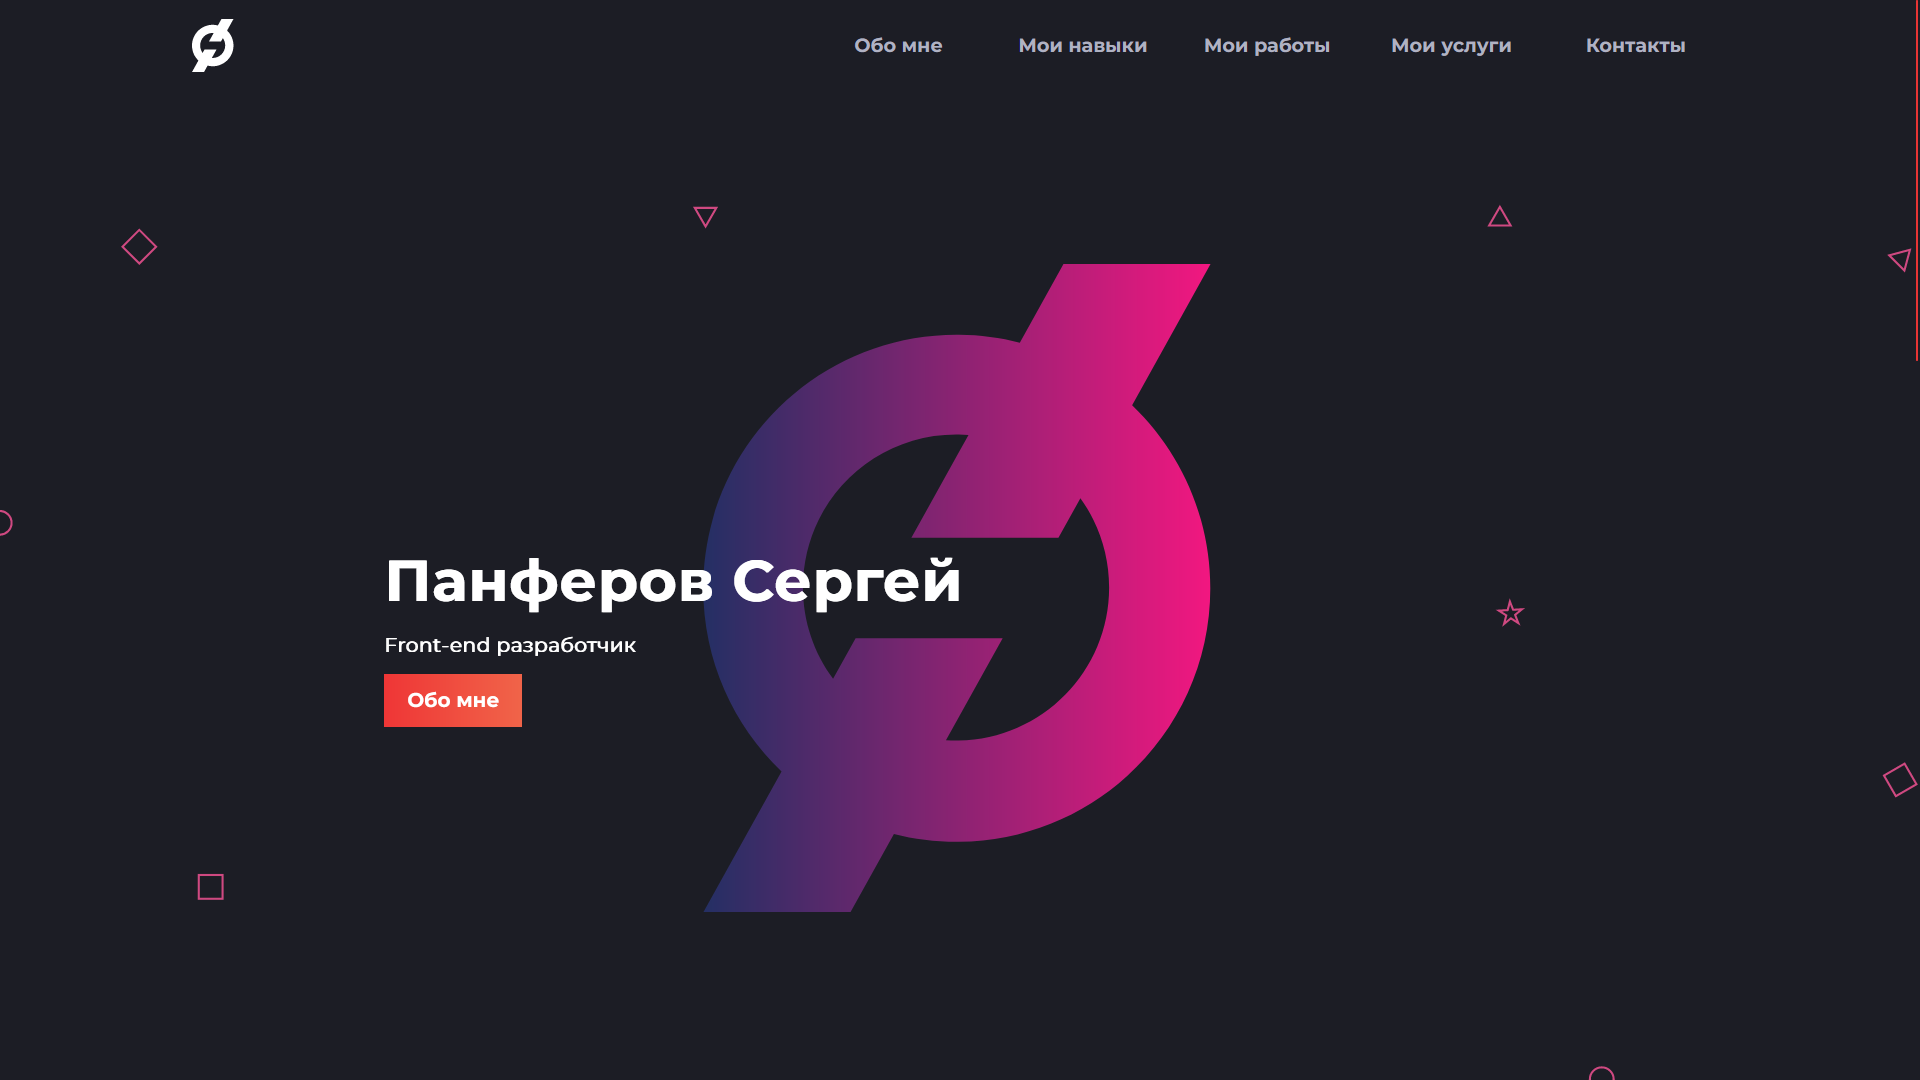 Обо мне
Мои навыки
Мои работы
Мои услуги
Контакты
Панферов Сергей
Front-end разработчик
Обо мне